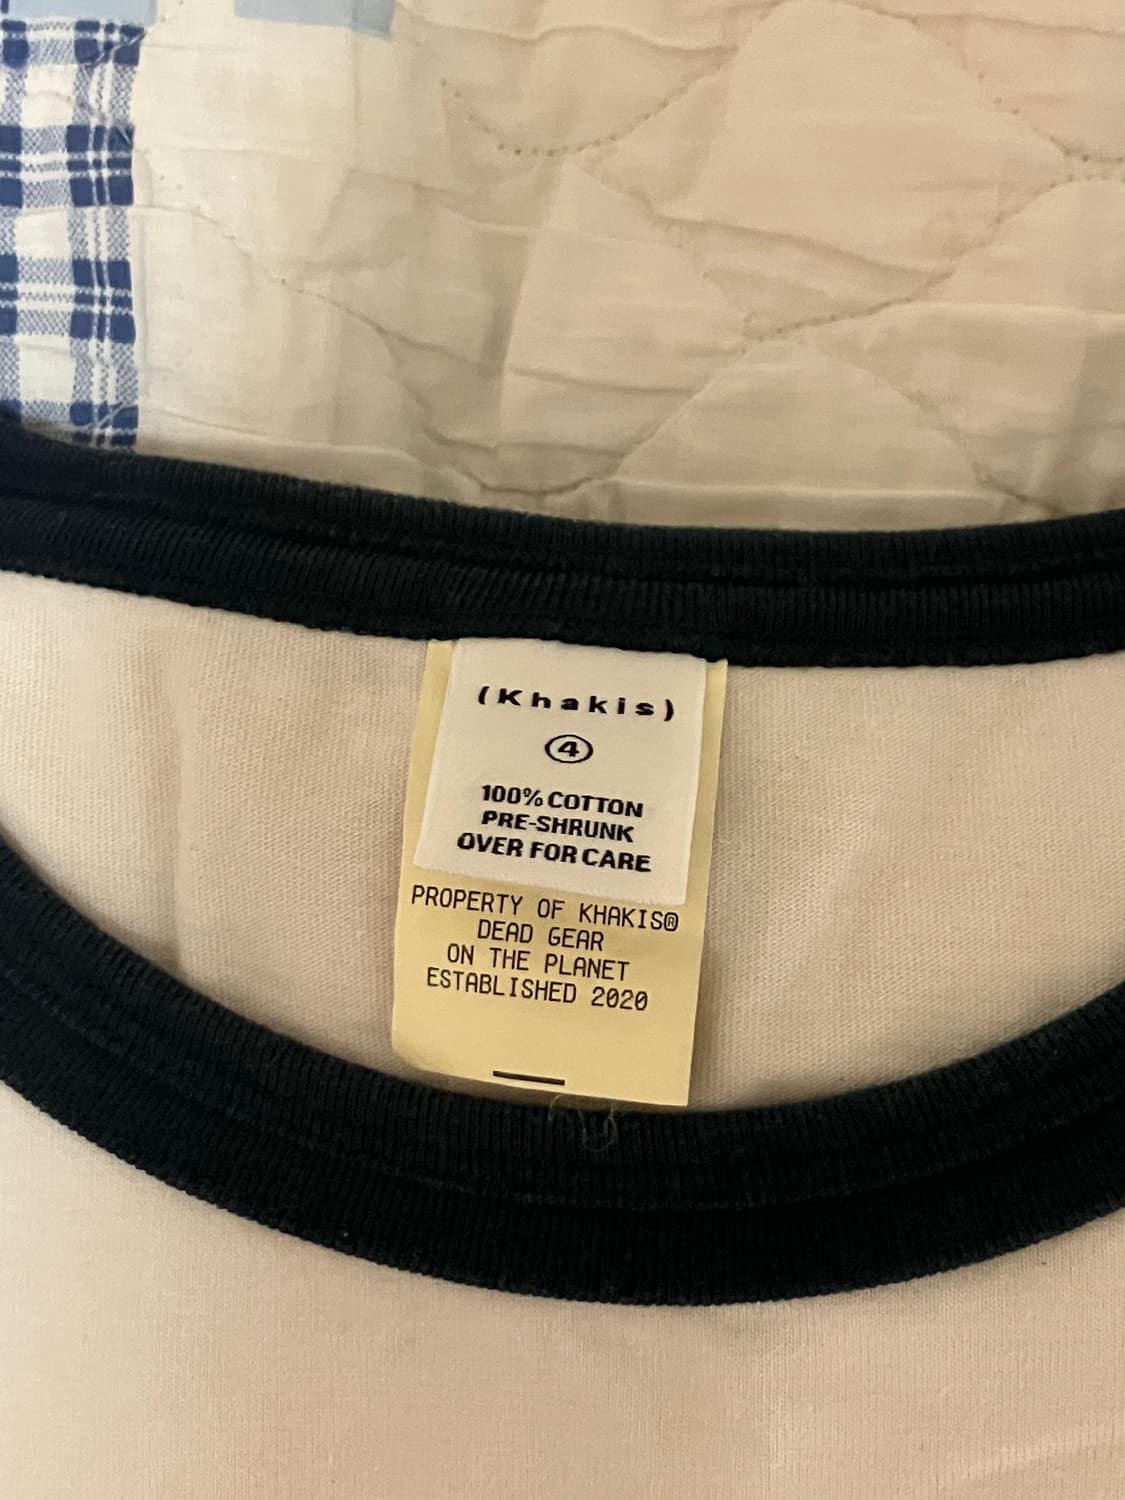 (Khakis)
4
100% COTTON
PRE-SHRUNK
OVER FOR CARE
PROPERTY OF KHAKIS®
DEAD GEAR
ON THE PLANET
ESTABLISHED 2020